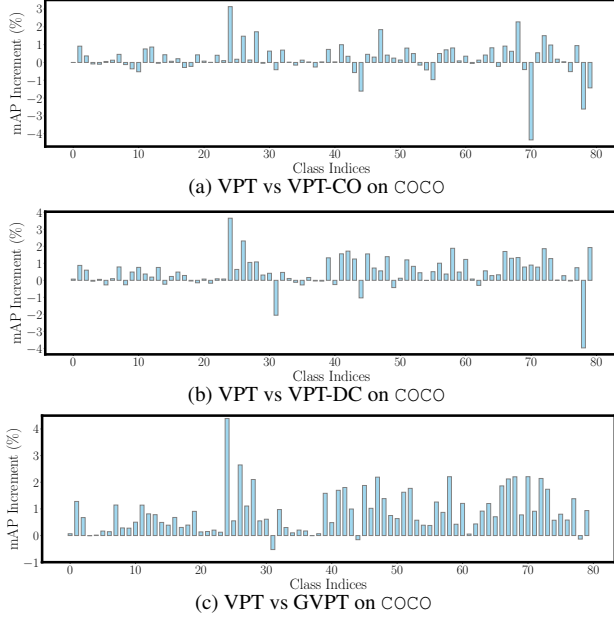 3
2
1
0
−1
−2
−3
−4
mAP Increment (%)
0 10 20 30 40 50 60 70 80
Class Indices
(a) VPT vs VPT-CO on COCO
4
3
2
1
0
−1
−2
−3
−4
mAP Increment (%)
0 10 20 30 40 50 60 70 80
Class Indices
(b) VPT vs VPT-DC on COCO
4
3
2
1
0
−1
mAP Increment (%)
0 10 20 30 40 50 60 70 80
Class Indices
(c) VPT vs GVPT on COCO